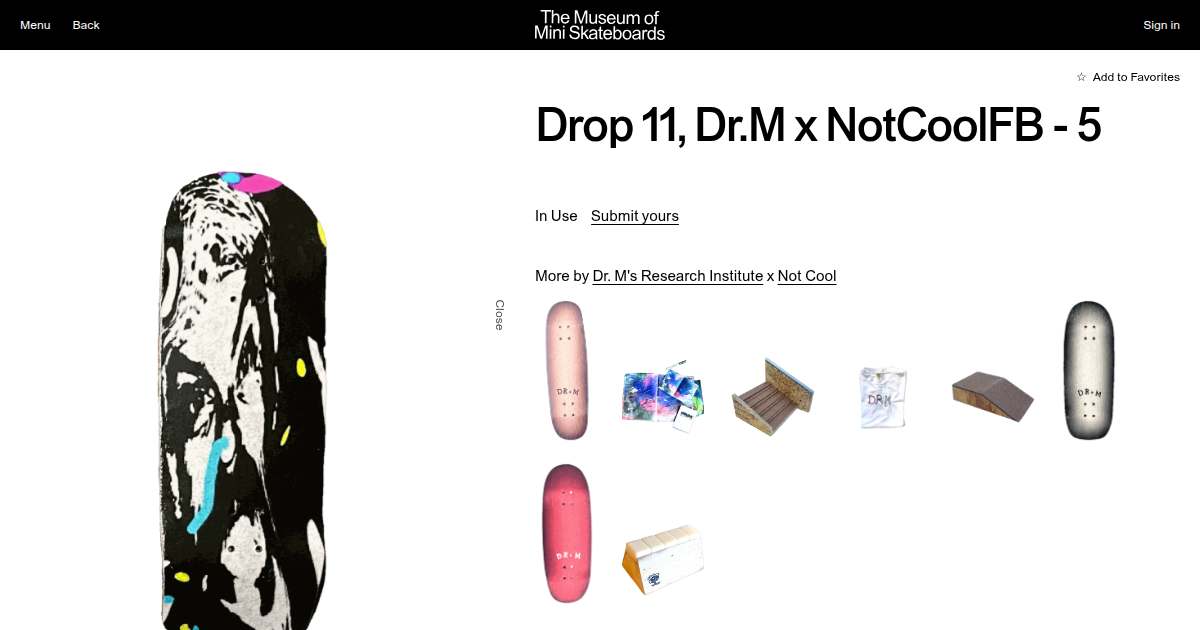 Menu Back
The Museum of
Mini Skateboards
Sign in
☆ Add to Favorites
Drop 11, Dr.M x NotCoolFB - 5
In Use Submit yours
More by Dr. M's Research Institute x Not Cool
Close
DR•M
DRM
DR•M
DR•M